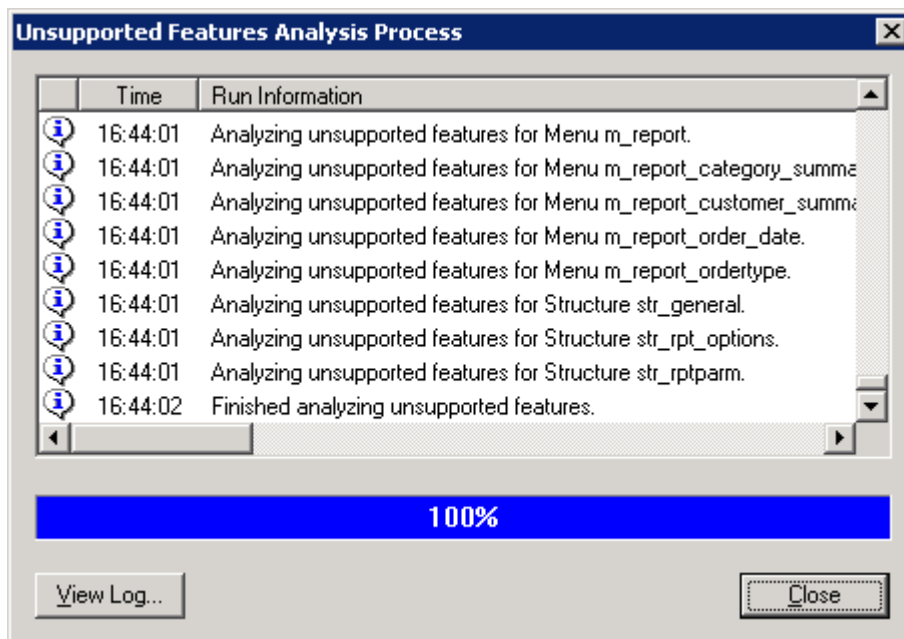 Unsupported Features Analysis Process
Time Run Information
16:44:01 Analyzing unsupported features for Menu m_report.
16:44:01 Analyzing unsupported features for Menu m_report_category_summa
16:44:01 Analyzing unsupported features for Menu m_report_customer_summa
16:44:01 Analyzing unsupported features for Menu m_report_order_date.
16:44:01 Analyzing unsupported features for Menu m_report_ordertype.
16:44:01 Analyzing unsupported features for Structure str_general.
16:44:01 Analyzing unsupported features for Structure str_rpt_options.
16:44:01 Analyzing unsupported features for Structure str_rptparm.
16:44:02 Finished analyzing unsupported features.
100%
View Log... Close